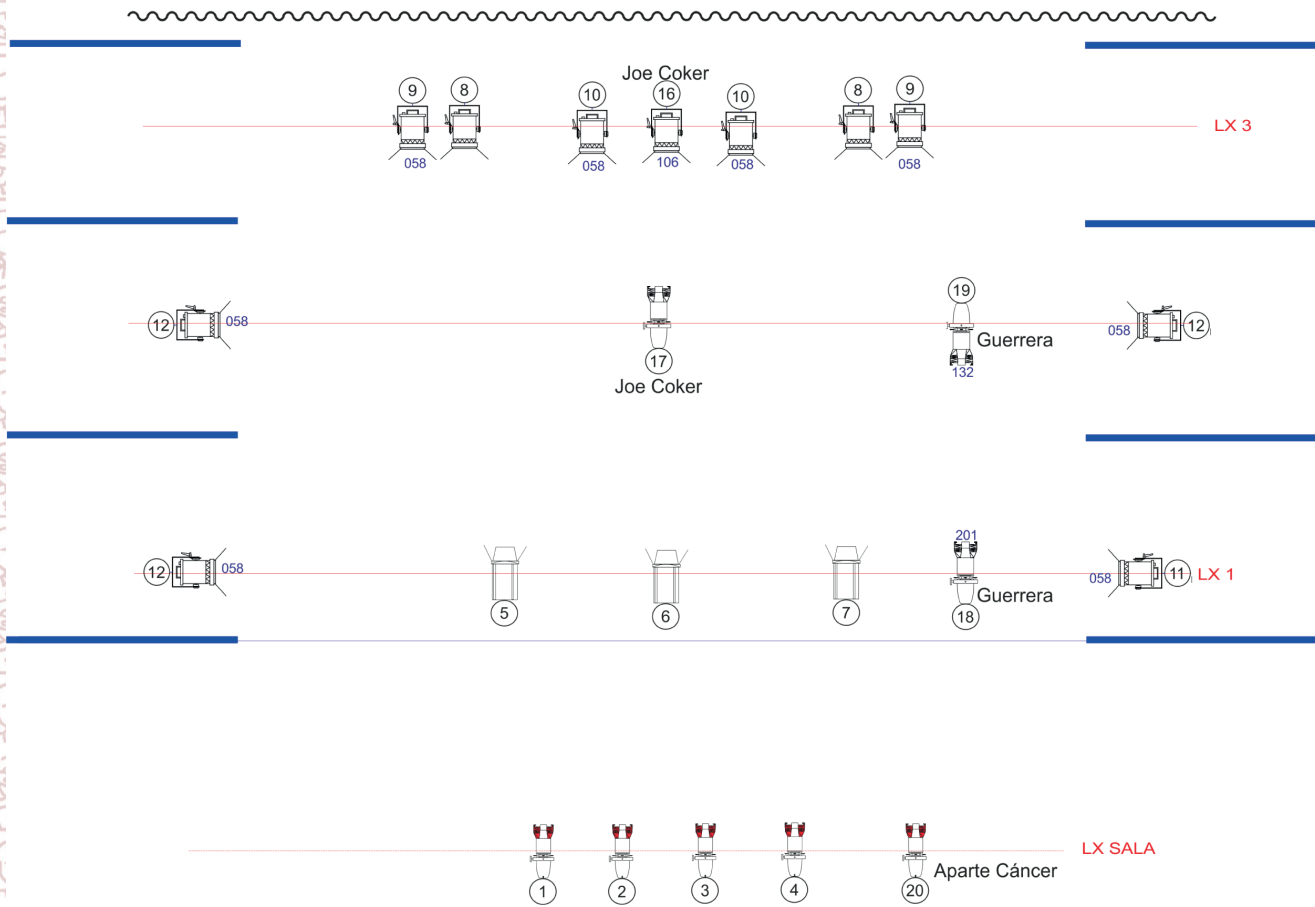 Joe Coker
9 8 10 16 10 8 9
LX 3
058 058 106 058 058
19
12 058 058 12
Guerrera
17 132
Joe Coker
201
12 058 058 11 LX 1
5 6 7 18 Guerrera
LX SALA
Aparte Cáncer
1 2 3 4 20